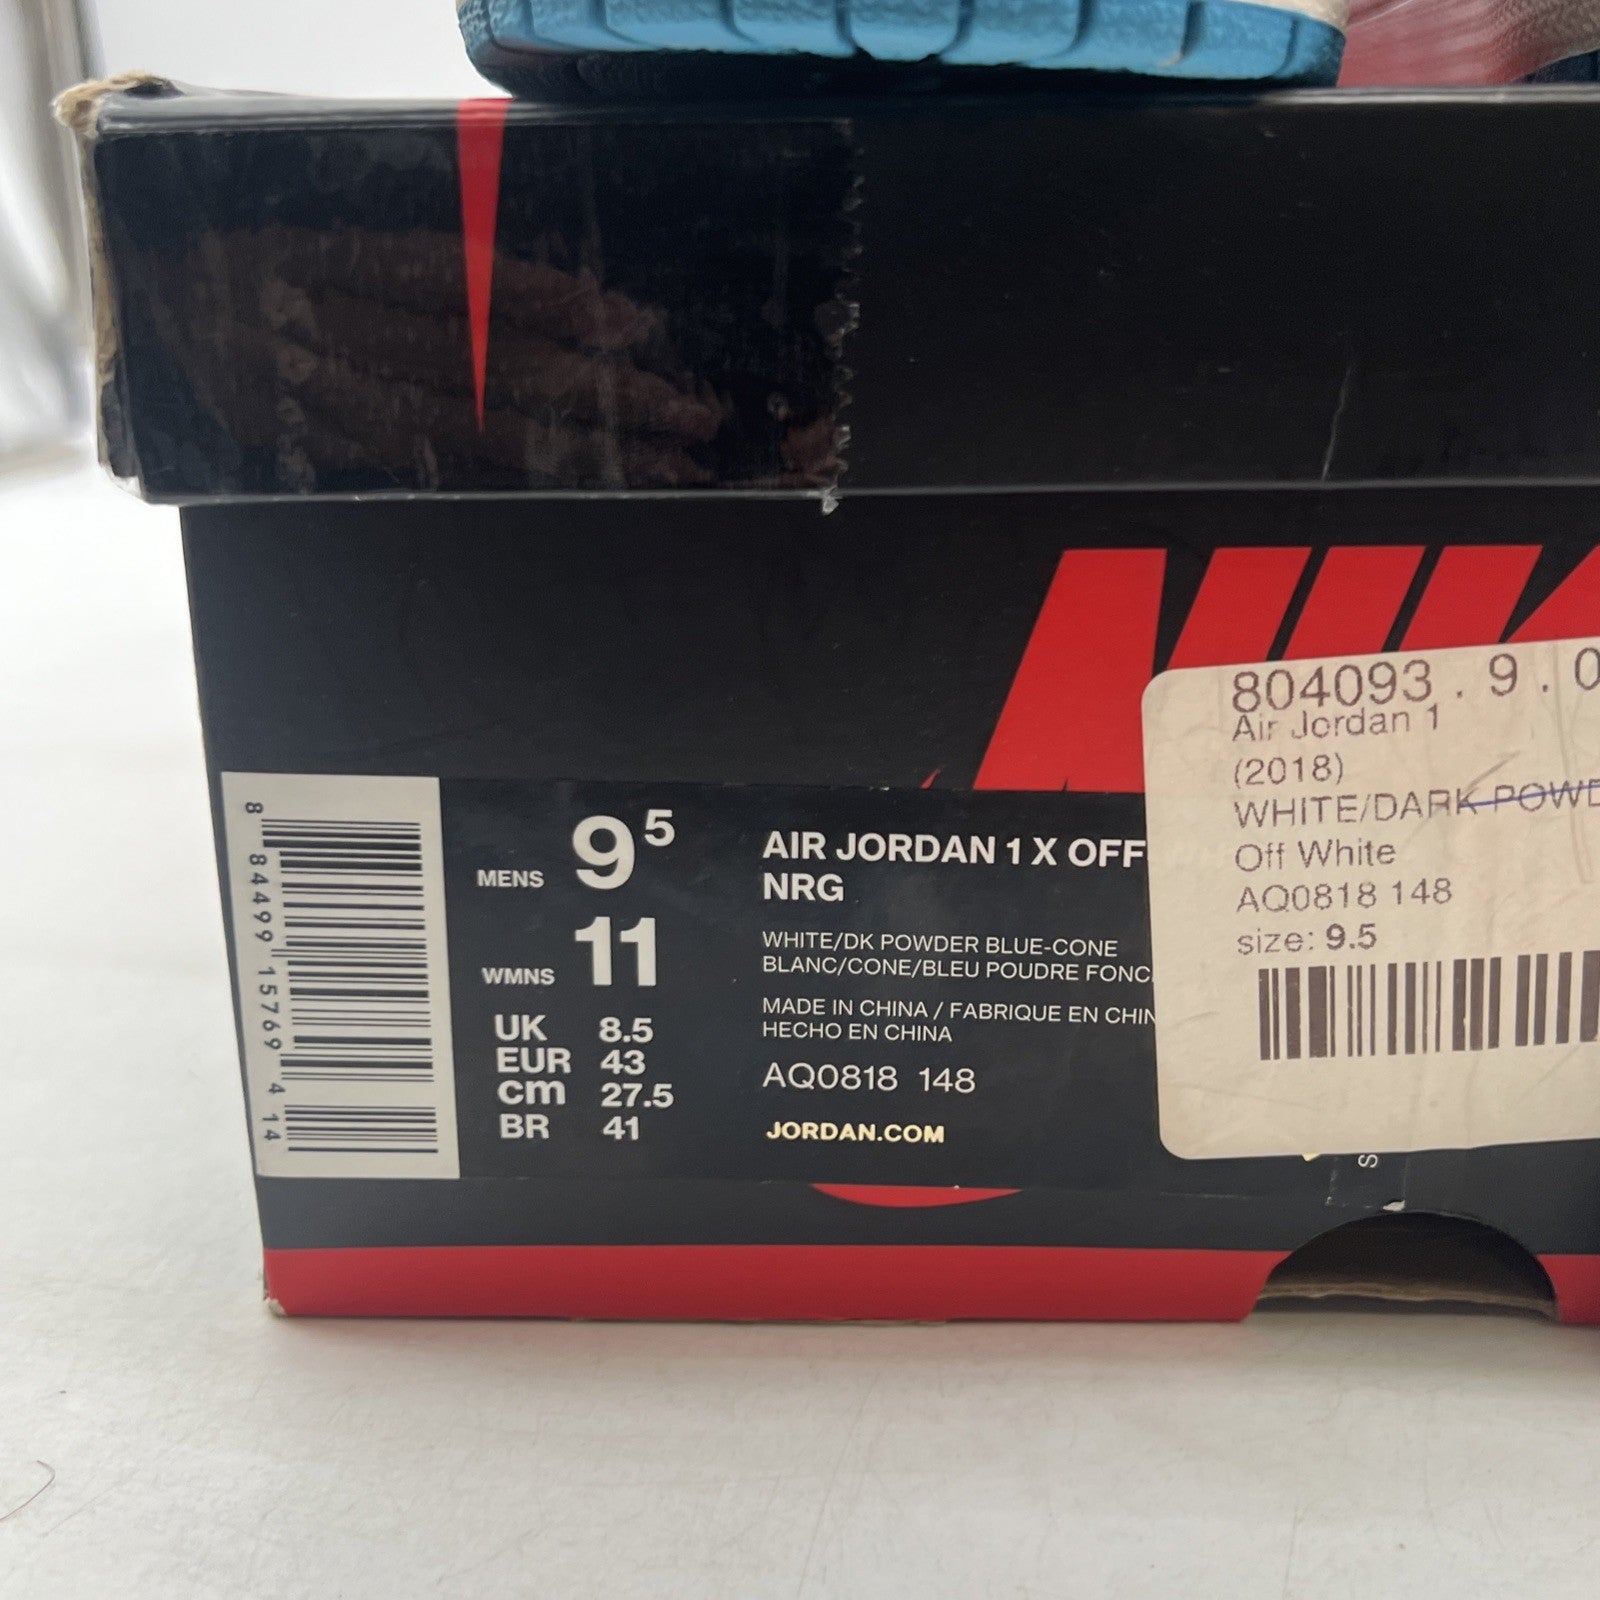 NIK
804093 . 9 . 0
Air Jordan 1
(2018)
WHITE/DARK POWE
Off White
AQ0818 148
size: 9.5
8 84499 15769 4 14
MENS 9⁵
WMNS 11
UK 8.5
EUR 43
cm 27.5
BR 41
AIR JORDAN 1 X OFF
NRG
WHITE/DK POWDER BLUE-CONE
BLANC/CONE/BLEU POUDRE FONC
MADE IN CHINA / FABRIQUE EN CHIN
HECHO EN CHINA
AQ0818 148
JORDAN.COM
S